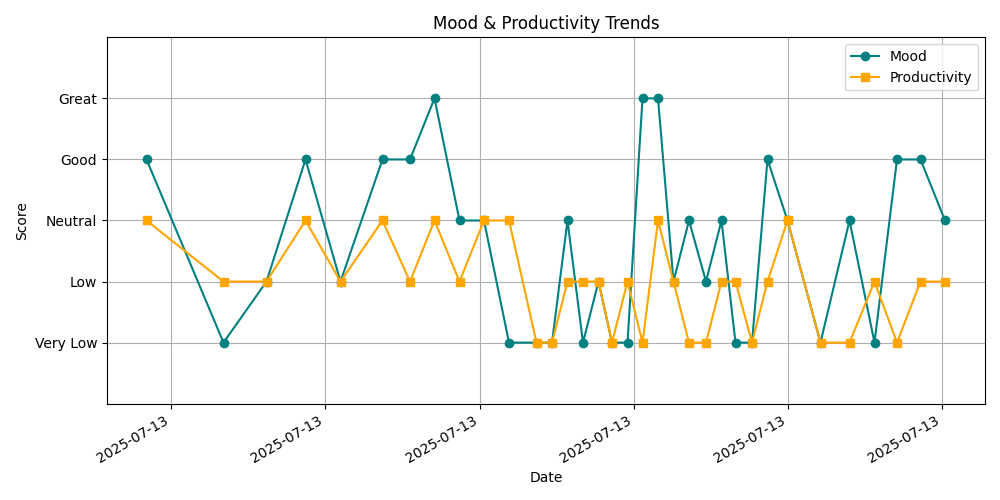 Mood & Productivity Trends
Mood
Productivity
Great
Good
Neutral
Low
Very Low
Score
2025-07-13
2025-07-13
2025-07-13
2025-07-13
2025-07-13
2025-07-13
Date